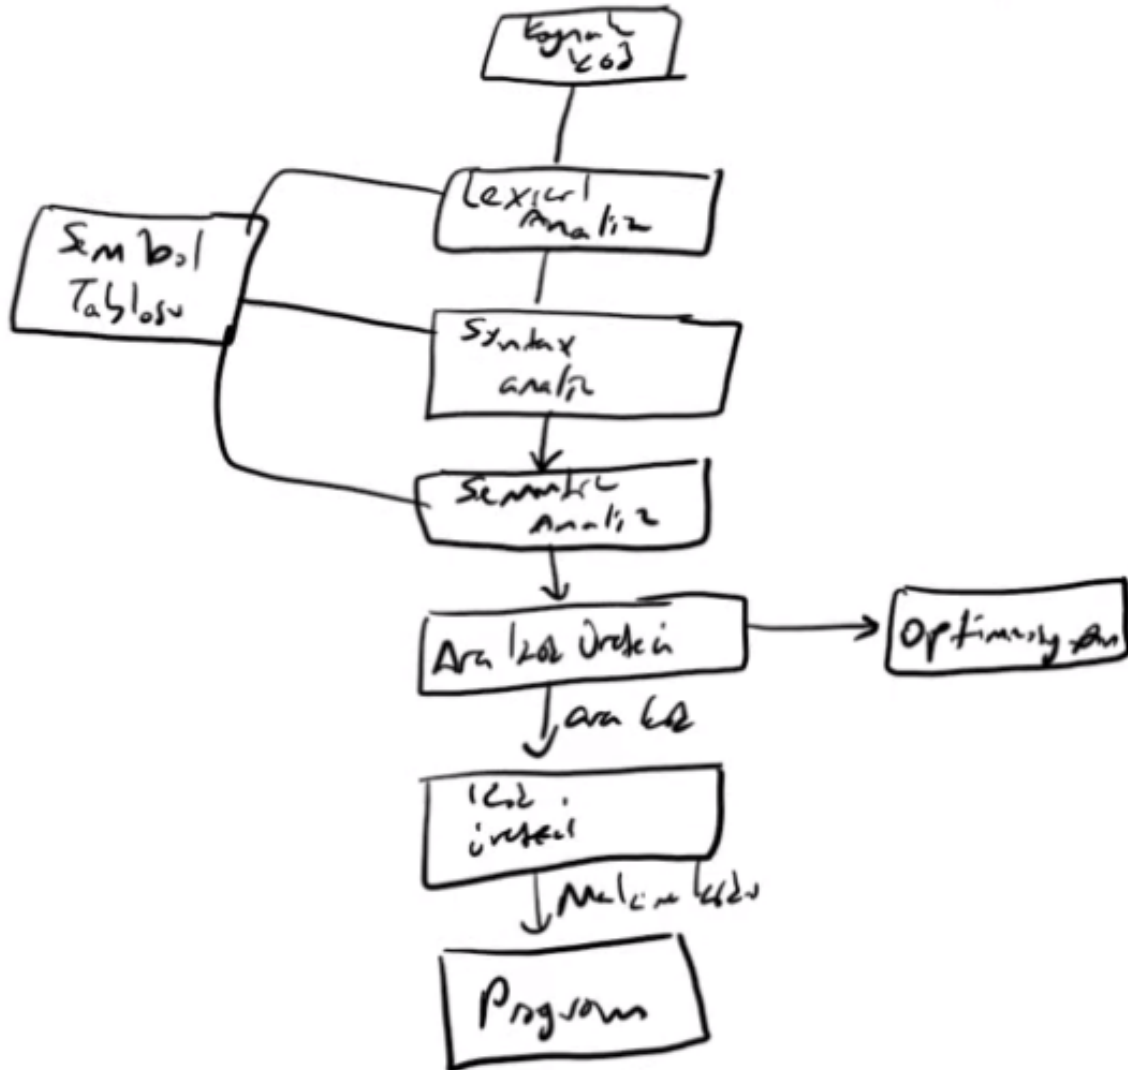 Kaynak
kod
Lexical
Analiz
Sembol
Tablosu
Syntax
analiz
Semantic
Analiz
Ara kod Üretici
Optimizasyon
ara kod
kod
üretici
Makine kodu
Program